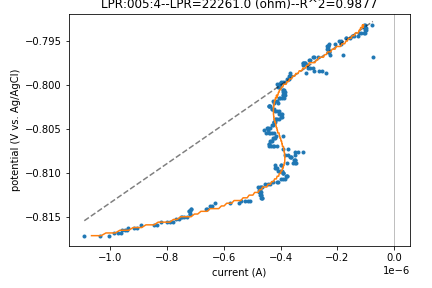 LPR:005:4--LPR=22261.0 (ohm)--R^2=0.9877
potential (V vs. Ag/AgCl)
−0.795
−0.800
−0.805
−0.810
−0.815
−1.0 −0.8 −0.6 −0.4 −0.2 0.0
1e−6
current (A)